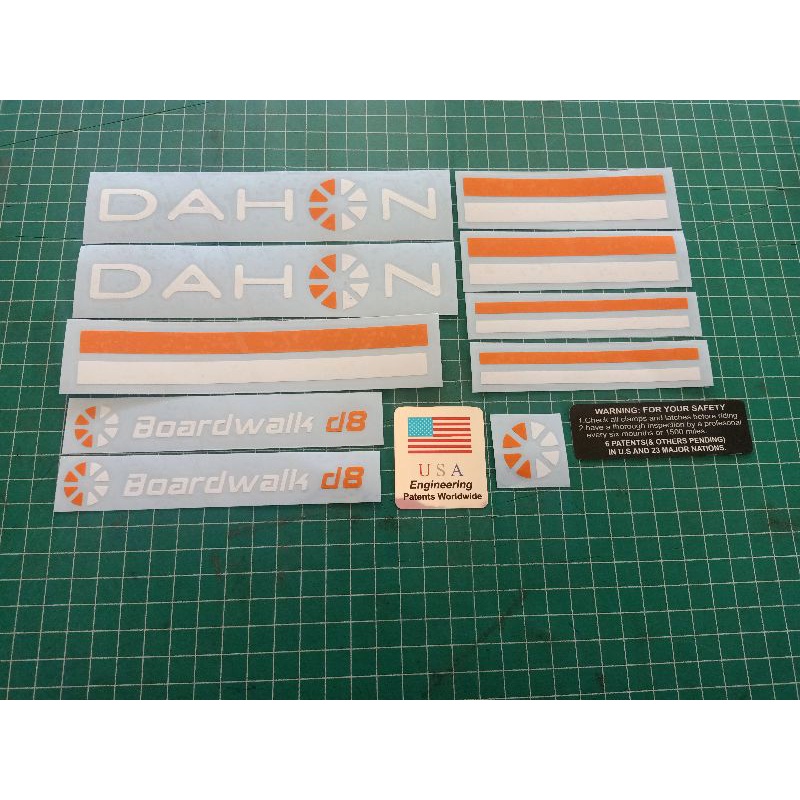 DAHON
DAHON
Boardwalk d8
Boardwalk d8
USA
Engineering
Patents Worldwide
WARNING: FOR YOUR SAFETY
1.Check all clamps and latches before riding
2.have a thorough inspection by a profesional
every six mounths or 1500 miles.
6 PATENTS(& OTHERS PENDING)
IN U.S AND 23 MAJOR NATIONS.